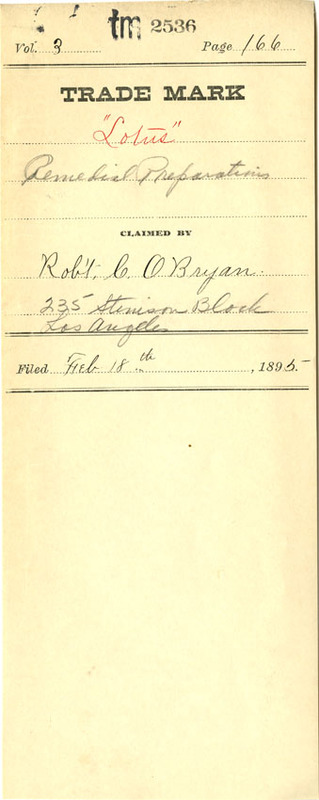 tm 2536
Vol. 3 Page 166
TRADE MARK
"Lotus"
Remedial Preparations
CLAIMED BY
Rob't. C. O'Bryan.
235 Stimson Block
Los Angeles
Filed Feb 18th, 1895.